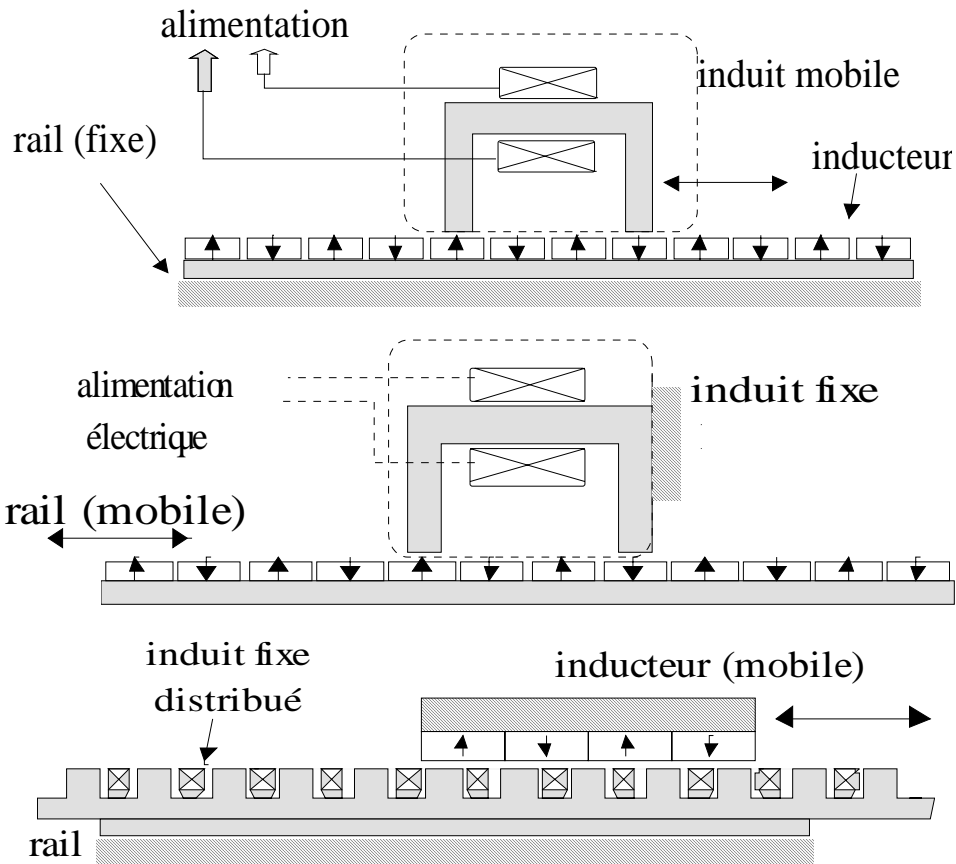 alimentation
induit mobile
rail (fixe)
inducteur
alimentation
électrique
induit fixe
rail (mobile)
induit fixe
distribué
inducteur (mobile)
rail